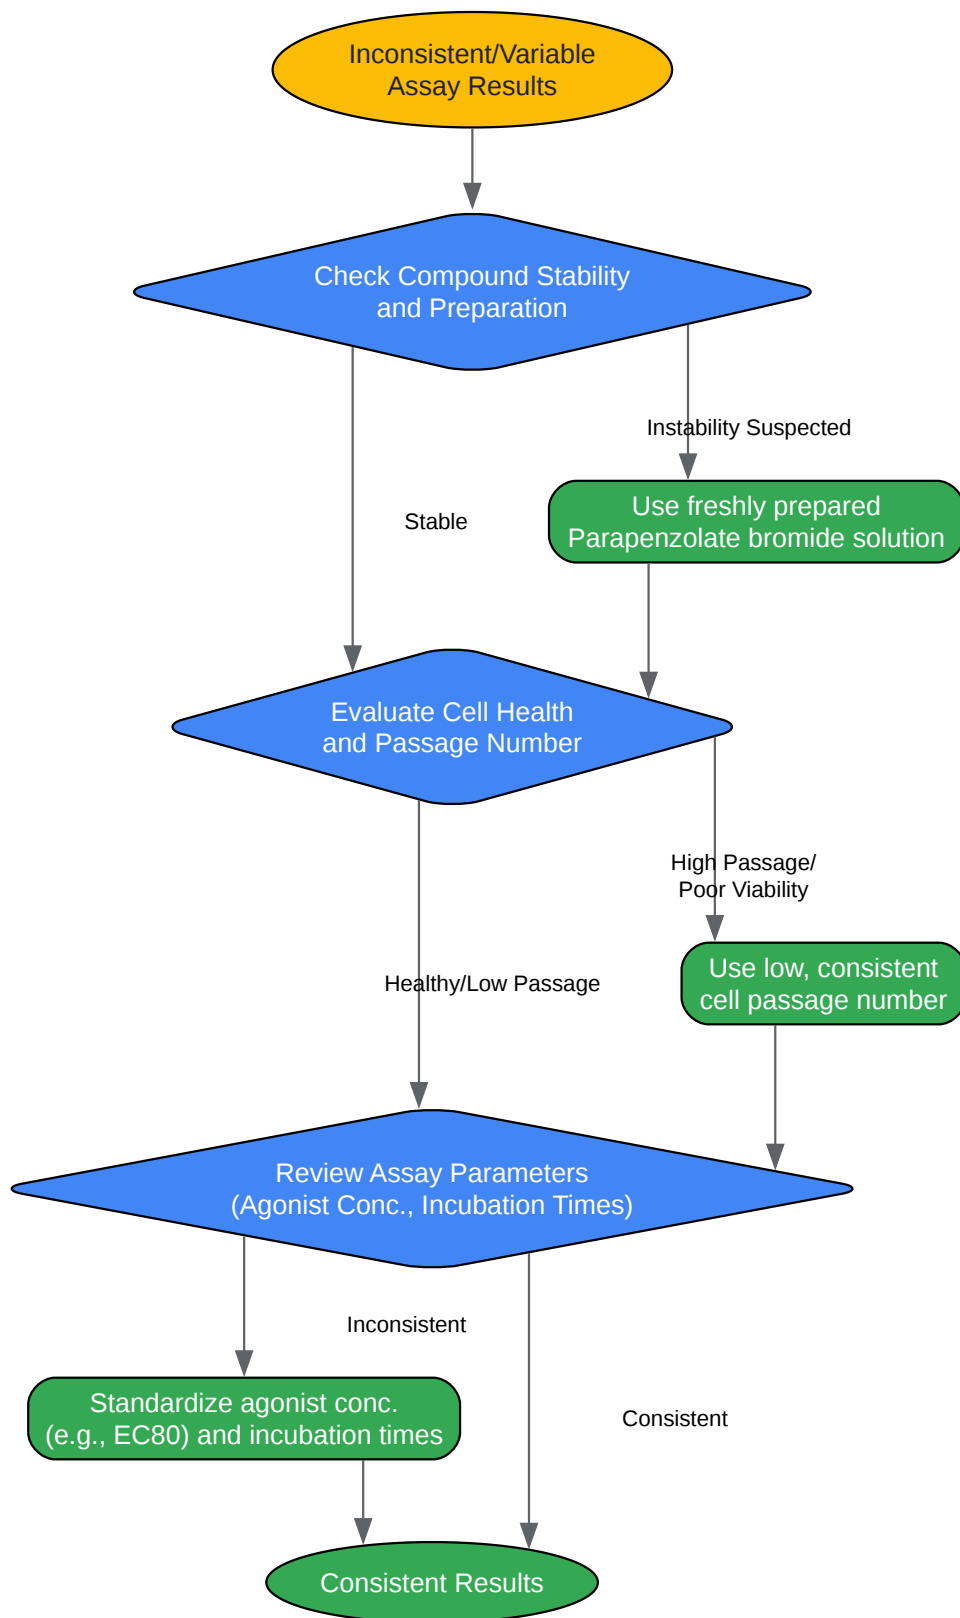 Inconsistent/Variable
Assay Results
Check Compound Stability
and Preparation
Instability Suspected
Use freshly prepared
Parapenzolate bromide solution
Stable
Evaluate Cell Health
and Passage Number
High Passage/
Poor Viability
Use low, consistent
cell passage number
Healthy/Low Passage
Review Assay Parameters
(Agonist Conc., Incubation Times)
Inconsistent
Standardize agonist conc.
(e.g., EC80) and incubation times
Consistent
Consistent Results